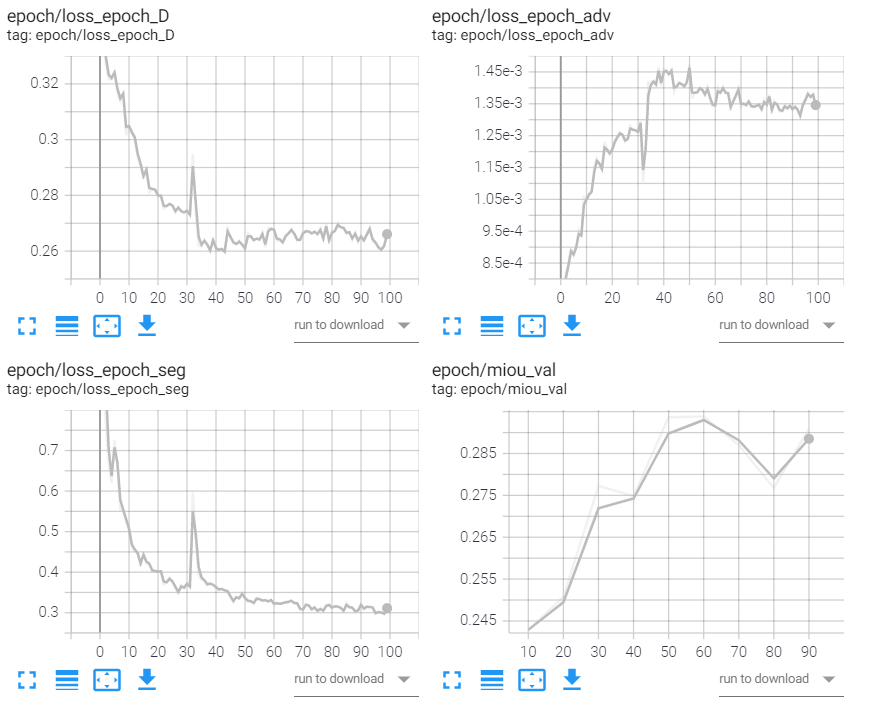 epoch/loss_epoch_D
tag: epoch/loss_epoch_D
0.32
0.3
0.28
0.26
0 10 20 30 40 50 60 70 80 90 100
run to download
epoch/loss_epoch_adv
tag: epoch/loss_epoch_adv
1.45e-3
1.35e-3
1.25e-3
1.15e-3
1.05e-3
9.5e-4
8.5e-4
0 20 40 60 80 100
run to download
epoch/loss_epoch_seg
tag: epoch/loss_epoch_seg
0.7
0.6
0.5
0.4
0.3
0 10 20 30 40 50 60 70 80 90 100
run to download
epoch/miou_val
tag: epoch/miou_val
0.285
0.275
0.265
0.255
0.245
10 20 30 40 50 60 70 80 90
run to download